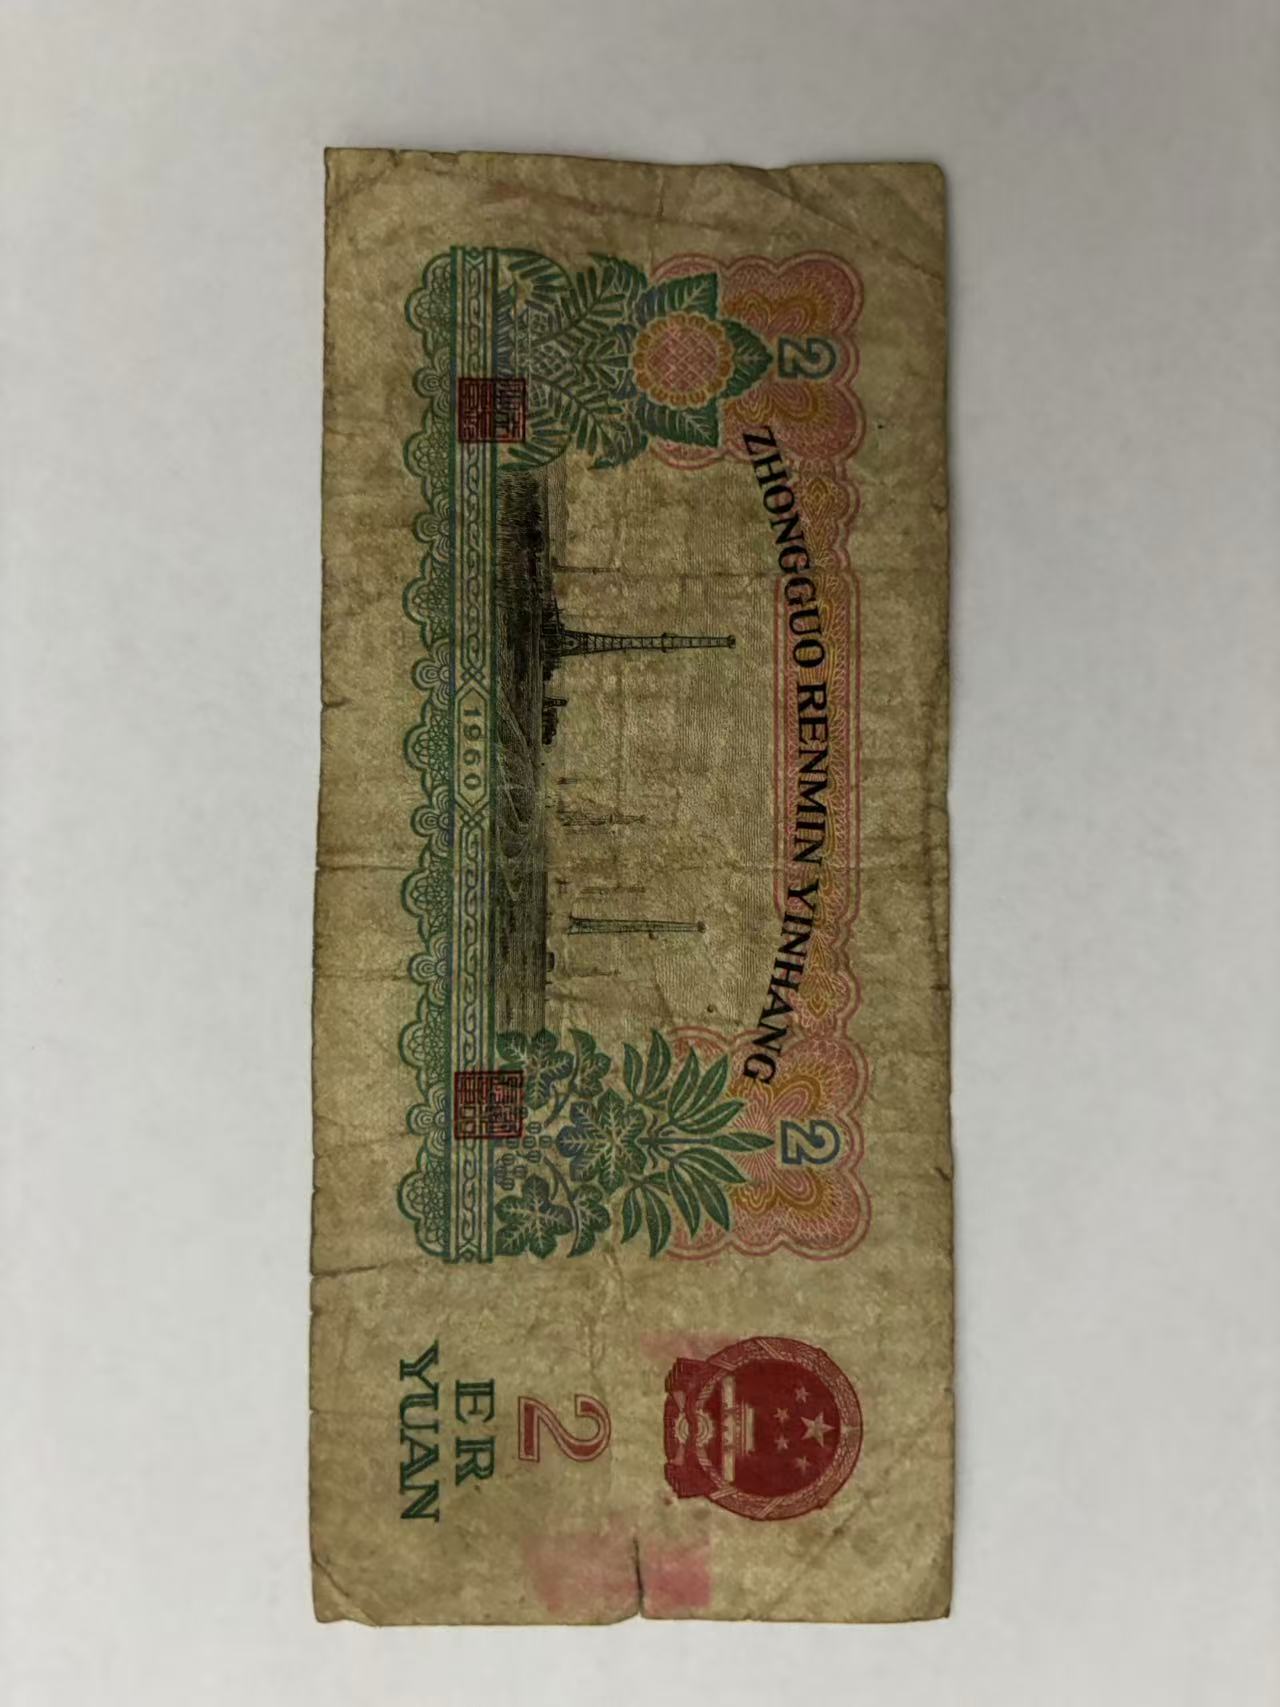 ZHONGGUO RENMIN YINHANG
2
2
1960
2
ER
YUAN